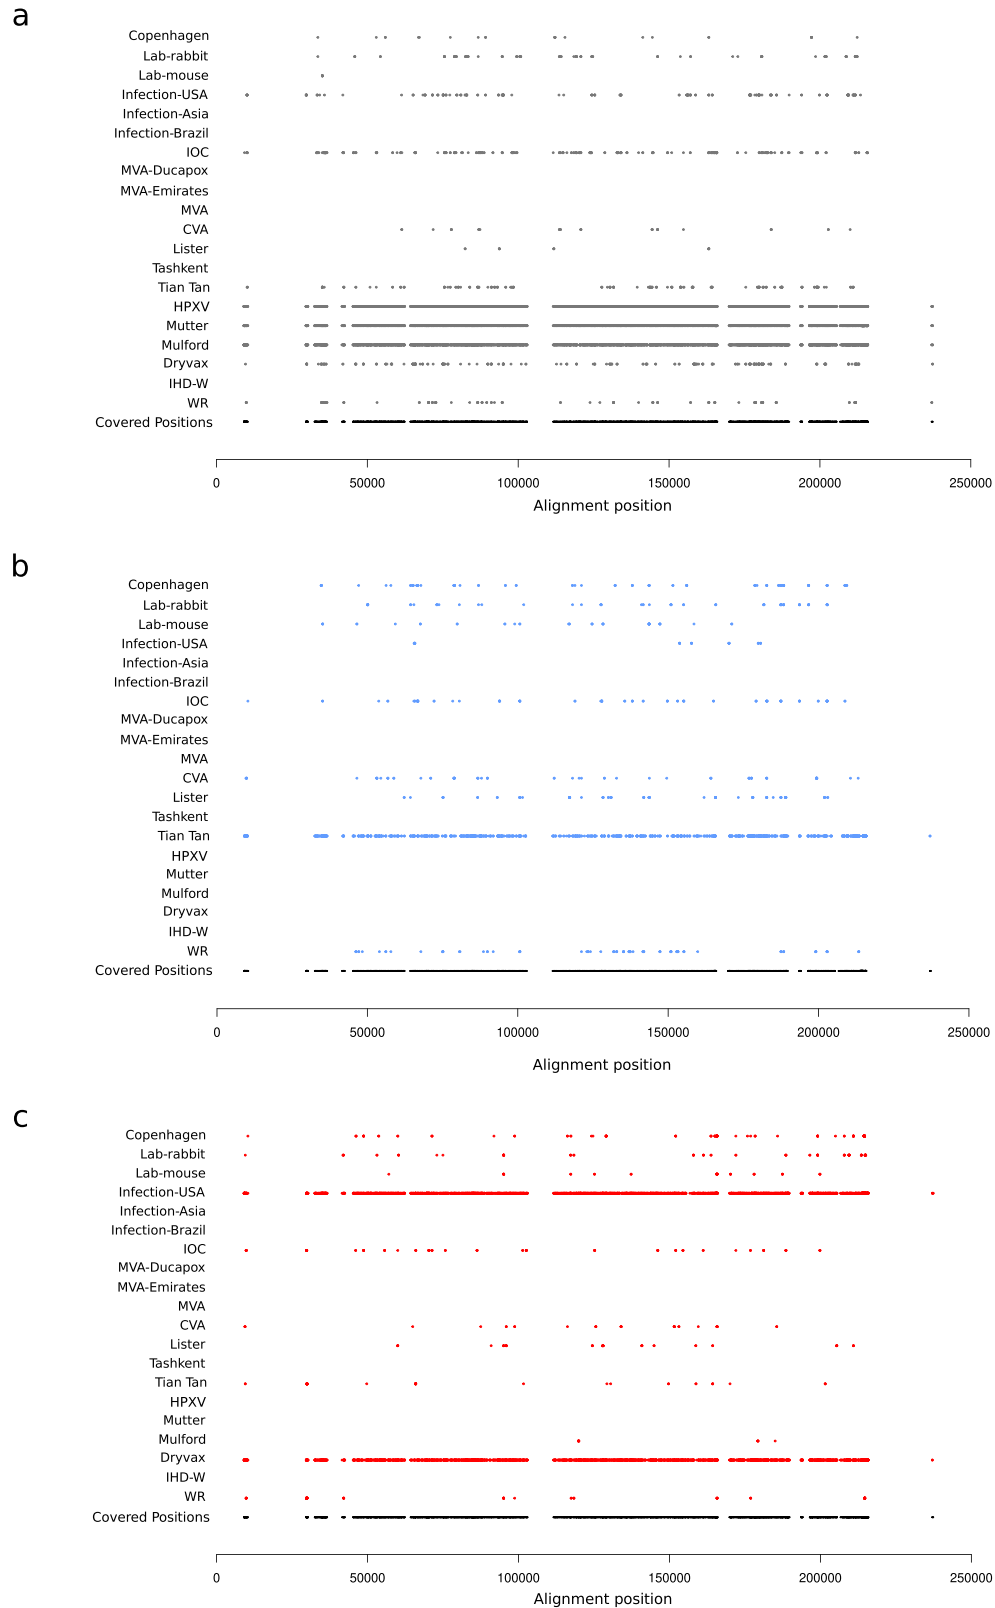 a
Copenhagen
Lab-rabbit
Lab-mouse
Infection-USA
Infection-Asia
Infection-Brazil
IOC
MVA-Ducapox
MVA-Emirates
MVA
CVA
Lister
Tashkent
Tian Tan
HPXV
Mutter
Mulford
Dryvax
IHD-W
WR
Covered Positions
0 50000 100000 150000 200000 250000
Alignment position
b
Copenhagen
Lab-rabbit
Lab-mouse
Infection-USA
Infection-Asia
Infection-Brazil
IOC
MVA-Ducapox
MVA-Emirates
MVA
CVA
Lister
Tashkent
Tian Tan
HPXV
Mutter
Mulford
Dryvax
IHD-W
WR
Covered Positions
0 50000 100000 150000 200000 250000
Alignment position
c
Copenhagen
Lab-rabbit
Lab-mouse
Infection-USA
Infection-Asia
Infection-Brazil
IOC
MVA-Ducapox
MVA-Emirates
MVA
CVA
Lister
Tashkent
Tian Tan
HPXV
Mutter
Mulford
Dryvax
IHD-W
WR
Covered Positions
0 50000 100000 150000 200000 250000
Alignment position